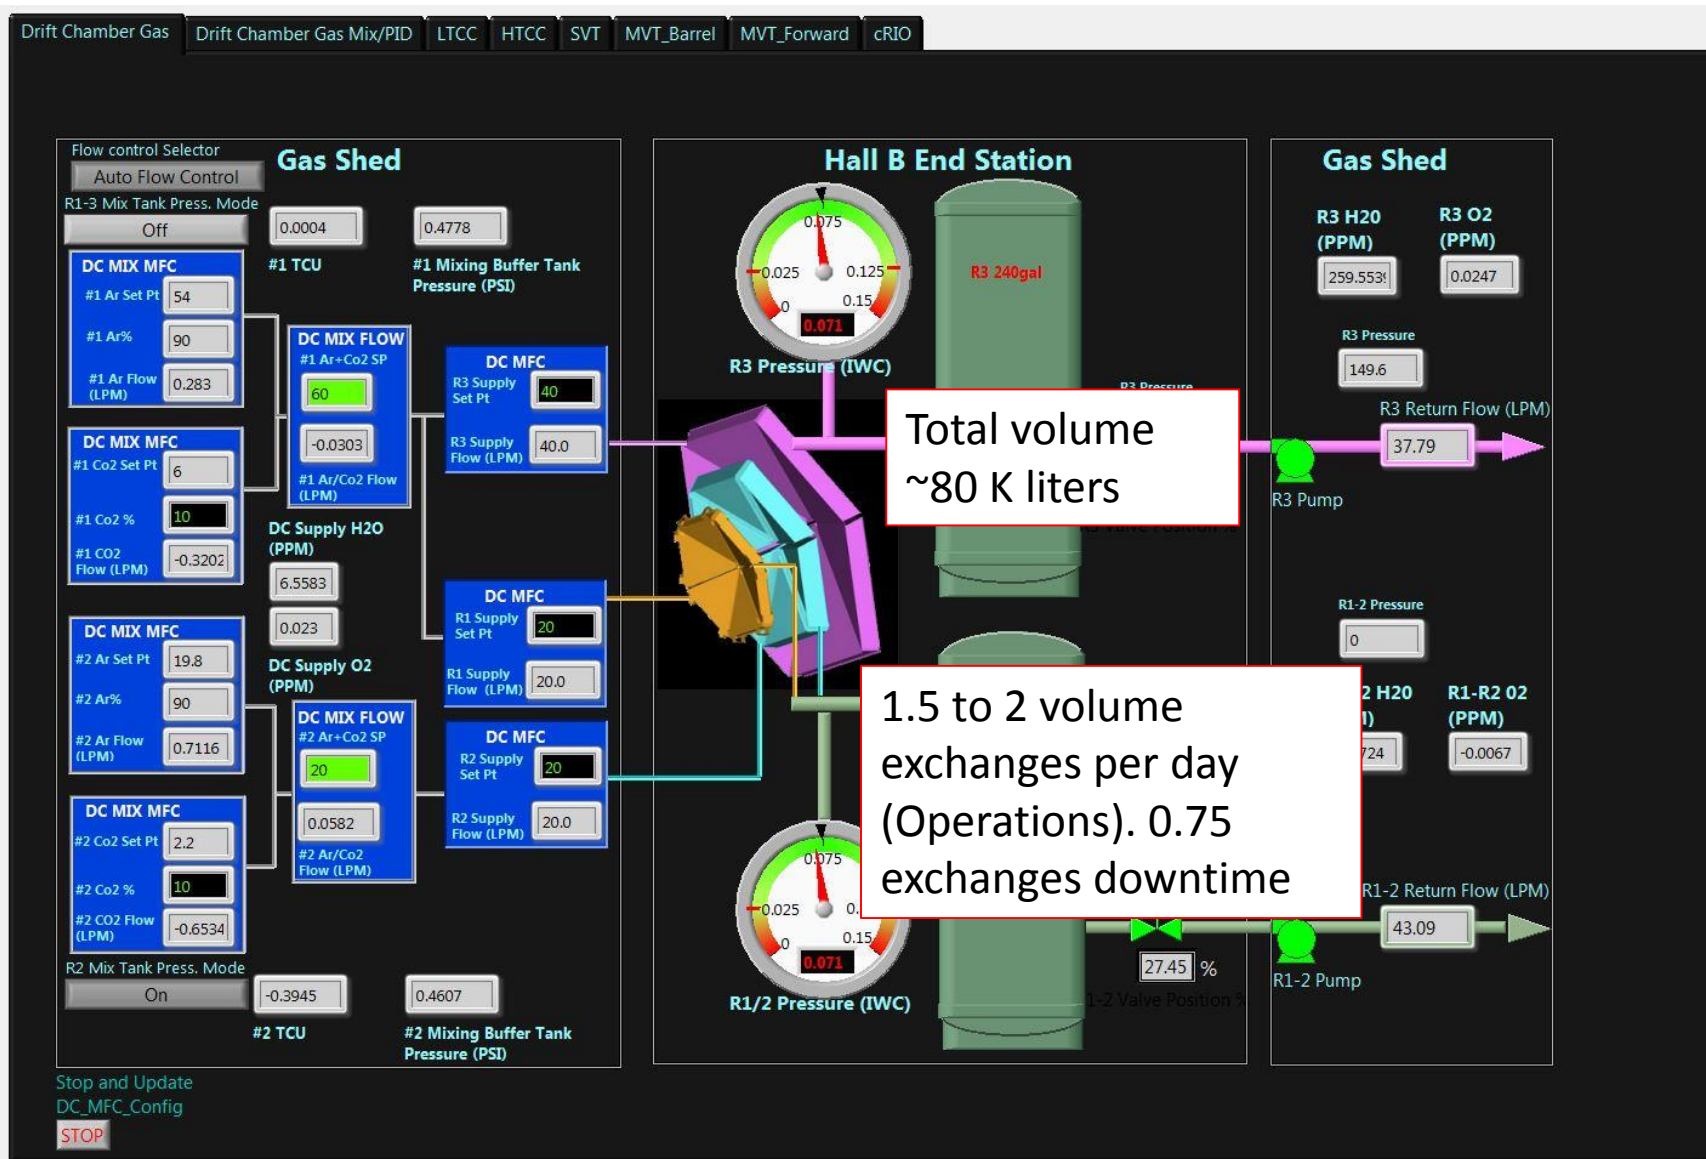 Drift Chamber Gas
Drift Chamber Gas Mix/PID
LTCC
HTCC
SVT
MVT_Barrel
MVT_Forward
cRIO
Flow control Selector
Auto Flow Control
Gas Shed
R1-3 Mix Tank Press. Mode
Off
0.0004
#1 TCU
0.4778
#1 Mixing Buffer Tank
Pressure (PSI)
DC MIX MFC
#1 Ar Set Pt
54
#1 Ar%
90
#1 Ar Flow
(LPM)
0.283
DC MIX MFC
#1 Co2 Set Pt
6
#1 Co2 %
10
#1 CO2
Flow (LPM)
-0.3202
DC MIX FLOW
#1 Ar+Co2 SP
60
-0.0303
#1 Ar/Co2 Flow
(LPM)
DC Supply H2O
(PPM)
6.5583
0.023
DC Supply O2
(PPM)
DC MIX MFC
#2 Ar Set Pt
19.8
#2 Ar%
90
#2 Ar Flow
(LPM)
0.7116
DC MIX MFC
#2 Co2 Set Pt
2.2
#2 Co2 %
10
#2 CO2 Flow
(LPM)
-0.6534
DC MIX FLOW
#2 Ar+Co2 SP
20
0.0582
#2 Ar/Co2
Flow (LPM)
R2 Mix Tank Press. Mode
On
-0.3945
#2 TCU
0.4607
#2 Mixing Buffer Tank
Pressure (PSI)
DC MFC
R3 Supply
Set Pt
40
R3 Supply
Flow (LPM)
40.0
DC MFC
R1 Supply
Set Pt
20
R1 Supply
Flow (LPM)
20.0
DC MFC
R2 Supply
Set Pt
20
R2 Supply
Flow (LPM)
20.0
Stop and Update
DC_MFC_Config
STOP
Hall B End Station
0.075
0.025
0.125
0
0.15
0.071
R3 Pressure (IWC)
R3 240gal
R3 Pressure
Total volume
~80 K liters
Valve Position %
1.5 to 2 volume
exchanges per day
(Operations). 0.75
exchanges downtime
0.075
0.025
0.15
0
0.071
R1/2 Pressure (IWC)
27.45 %
1-2 Valve Position %
Gas Shed
R3 H20
(PPM)
259.553
R3 O2
(PPM)
0.0247
R3 Pressure
149.6
R3 Return Flow (LPM)
37.79
R3 Pump
R1-2 Pressure
0
2 H20
724
R1-R2 02
(PPM)
-0.0067
R1-2 Return Flow (LPM)
43.09
R1-2 Pump